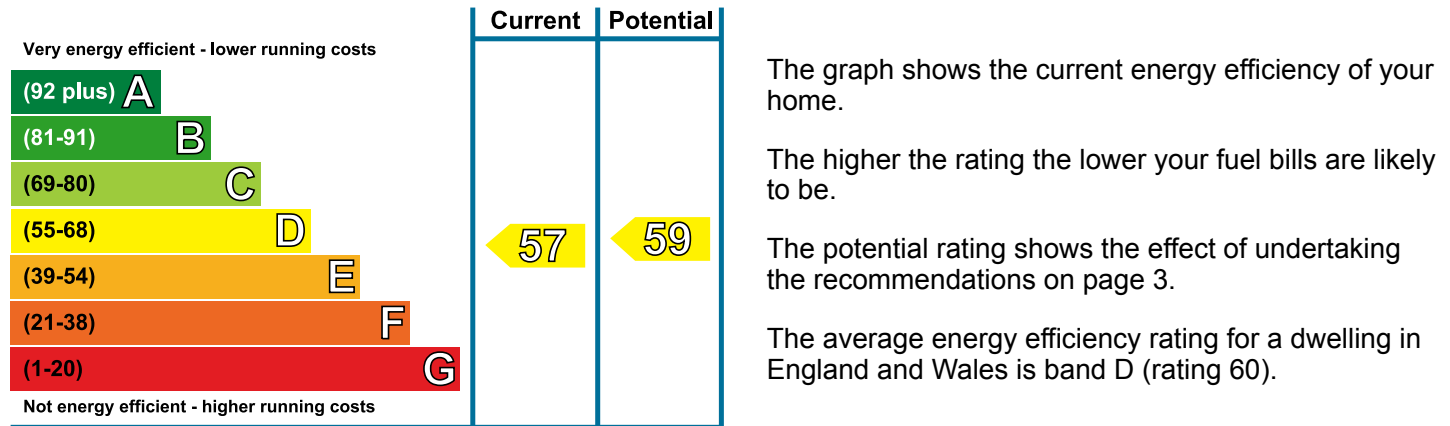 Current Potential
Very energy efficient - lower running costs
(92 plus) A
(81-91) B
(69-80) C
(55-68) D
57
59
(39-54) E
(21-38) F
(1-20) G
Not energy efficient - higher running costs
The graph shows the current energy efficiency of your
home.
The higher the rating the lower your fuel bills are likely
to be.
The potential rating shows the effect of undertaking
the recommendations on page 3.
The average energy efficiency rating for a dwelling in
England and Wales is band D (rating 60).